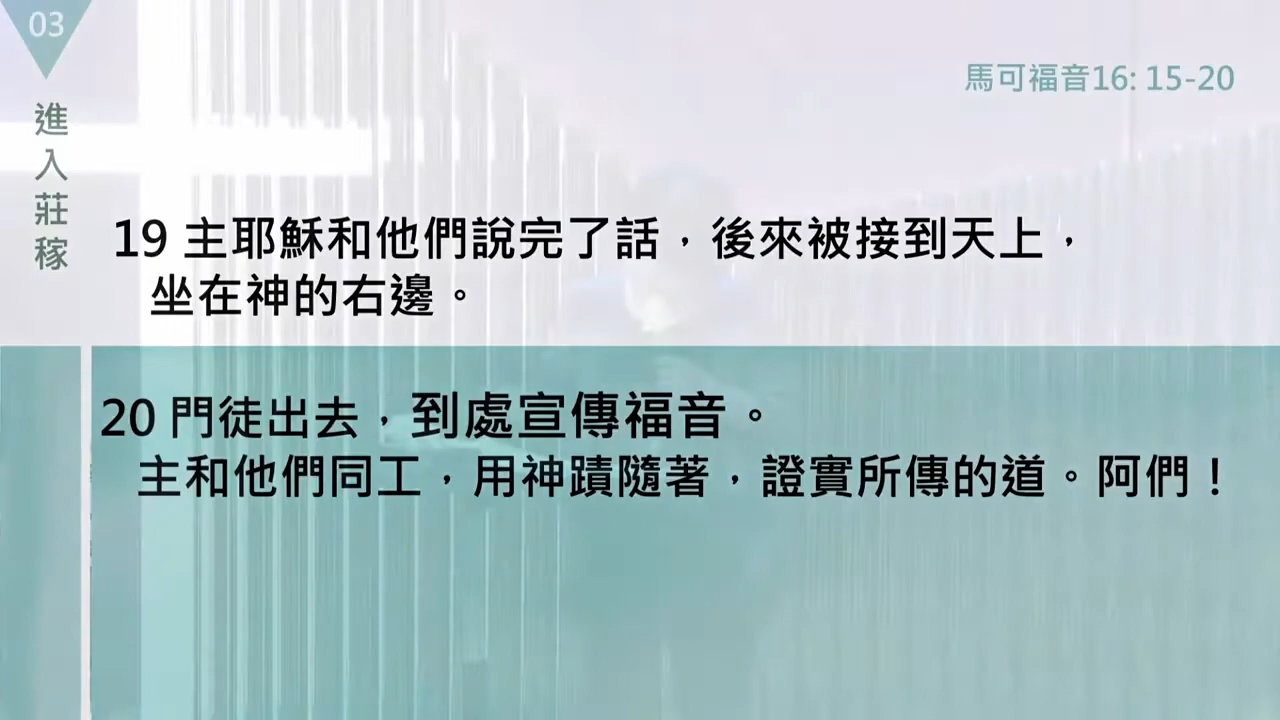 03
進入莊稼
馬可福音16: 15-20
19 主耶穌和他們說完了話，後來被接到天上，
坐在神的右邊。
20 門徒出去，到處宣傳福音。
主和他們同工，用神蹟隨著，證實所傳的道。阿們！